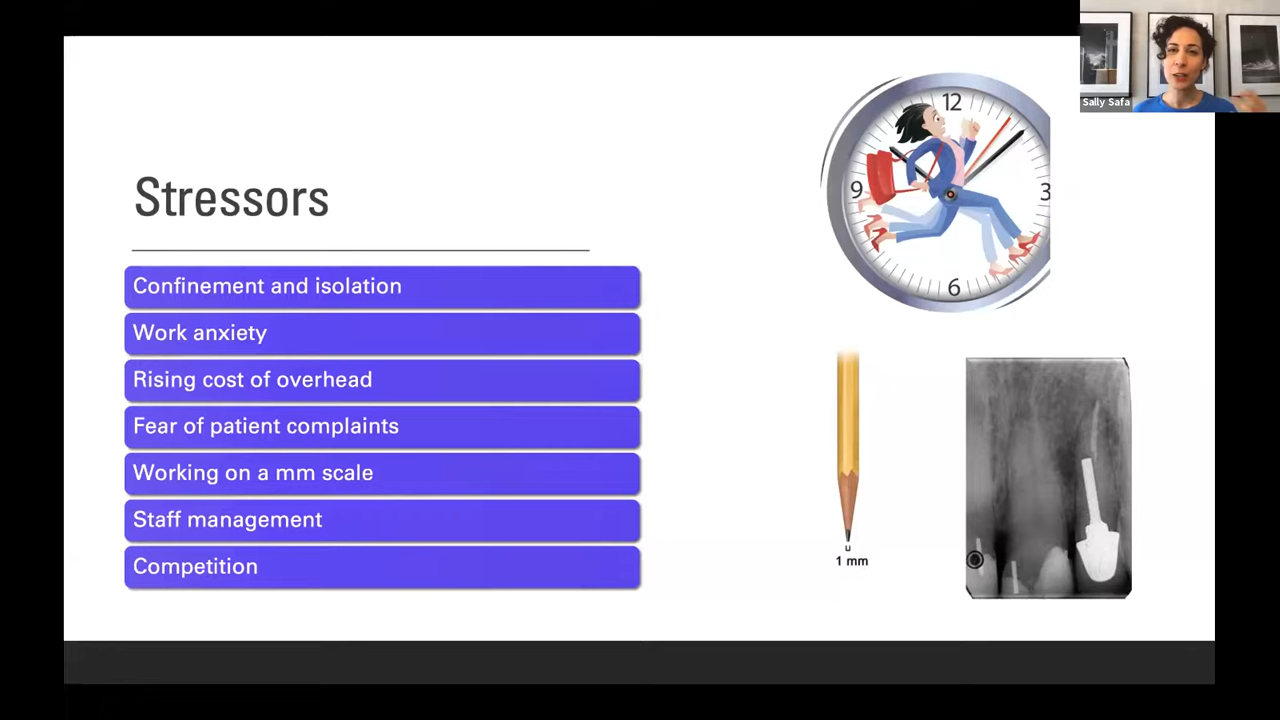 Sally Safa
12
9
3
6
Stressors
Confinement and isolation
Work anxiety
Rising cost of overhead
Fear of patient complaints
Working on a mm scale
Staff management
Competition
1 mm